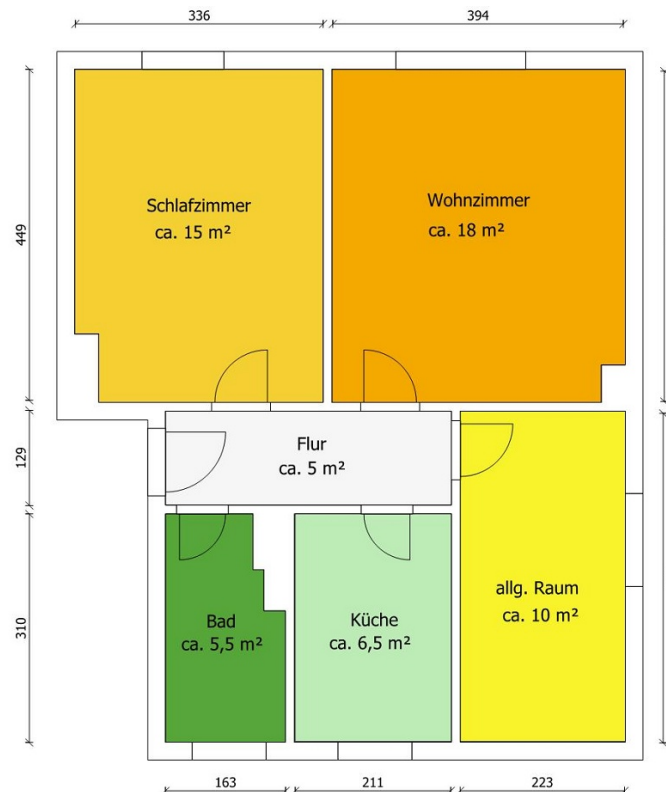 336
394
449
Schlafzimmer
ca. 15 m²
Wohnzimmer
ca. 18 m²
129
Flur
ca. 5 m²
310
Bad
ca. 5,5 m²
Küche
ca. 6,5 m²
allg. Raum
ca. 10 m²
163
211
223